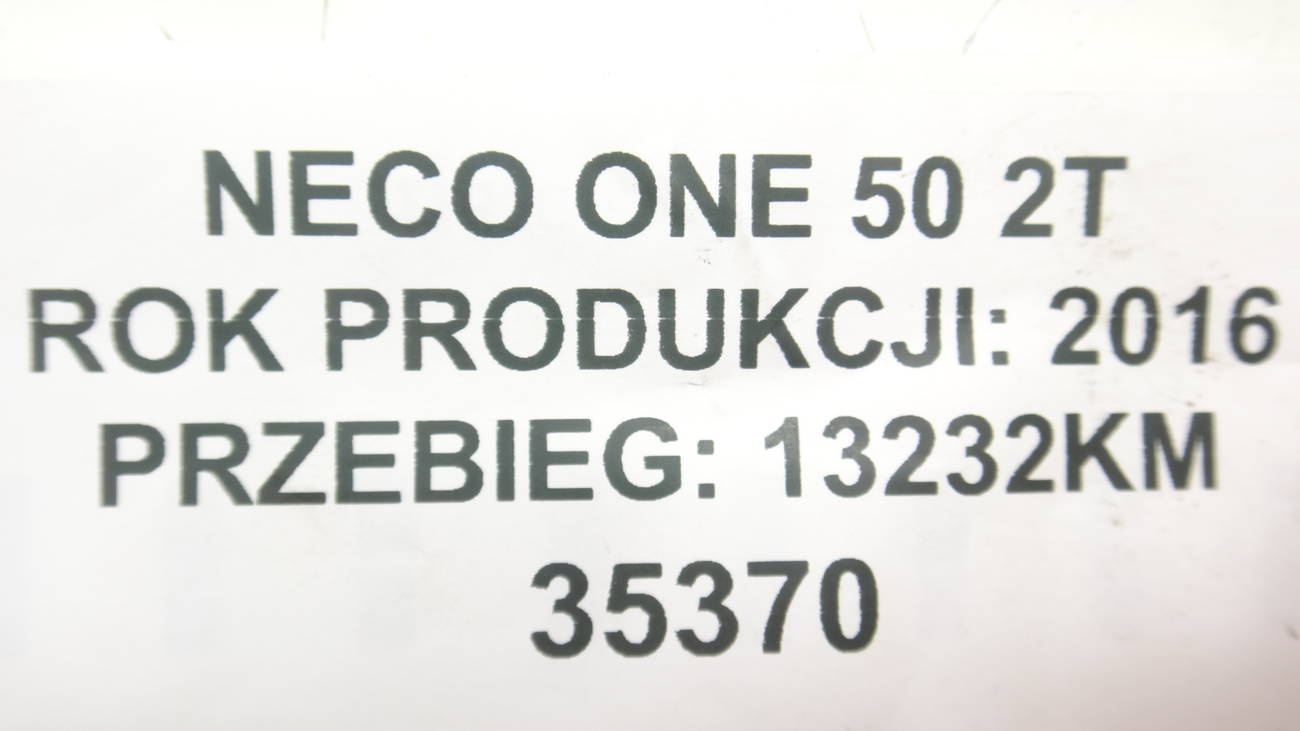 NECO ONE 50 2T
ROK PRODUKCJI: 2016
PRZEBIEG: 13232KM
35370